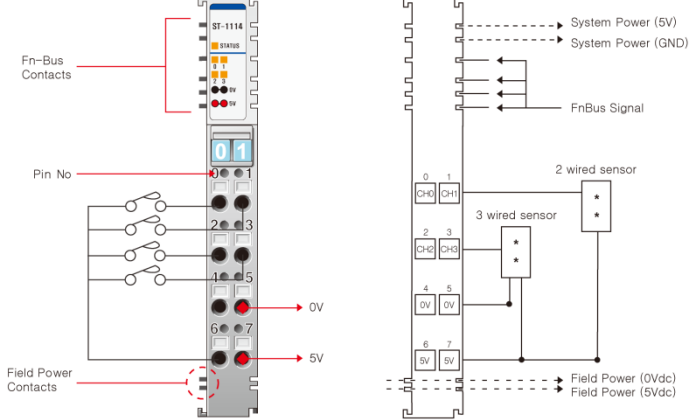 ST-1114
STATUS
0 1
2 3
0V
5V
Fn-Bus
Contacts
01
Pin No
0 1
2 3
4 5
0V
6 7
5V
Field Power
Contacts
System Power (5V)
System Power (GND)
FnBus Signal
2 wired sensor
0 1
CH0 CH1
* *
3 wired sensor
2 3
CH2 CH3
* *
4 5
0V 0V
6 7
5V 5V
Field Power (0Vdc)
Field Power (5Vdc)